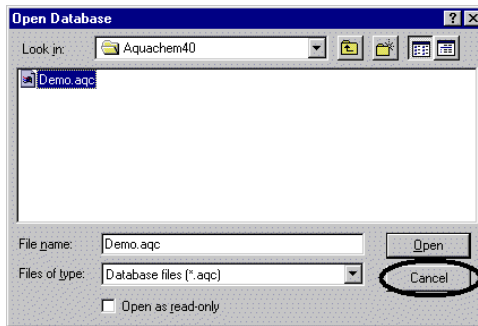 Open Database
Look in: Aquachem40
Demo.aqc
File name: Demo.aqc Open
Files of type: Database files (*.aqc) Cancel
Open as read-only